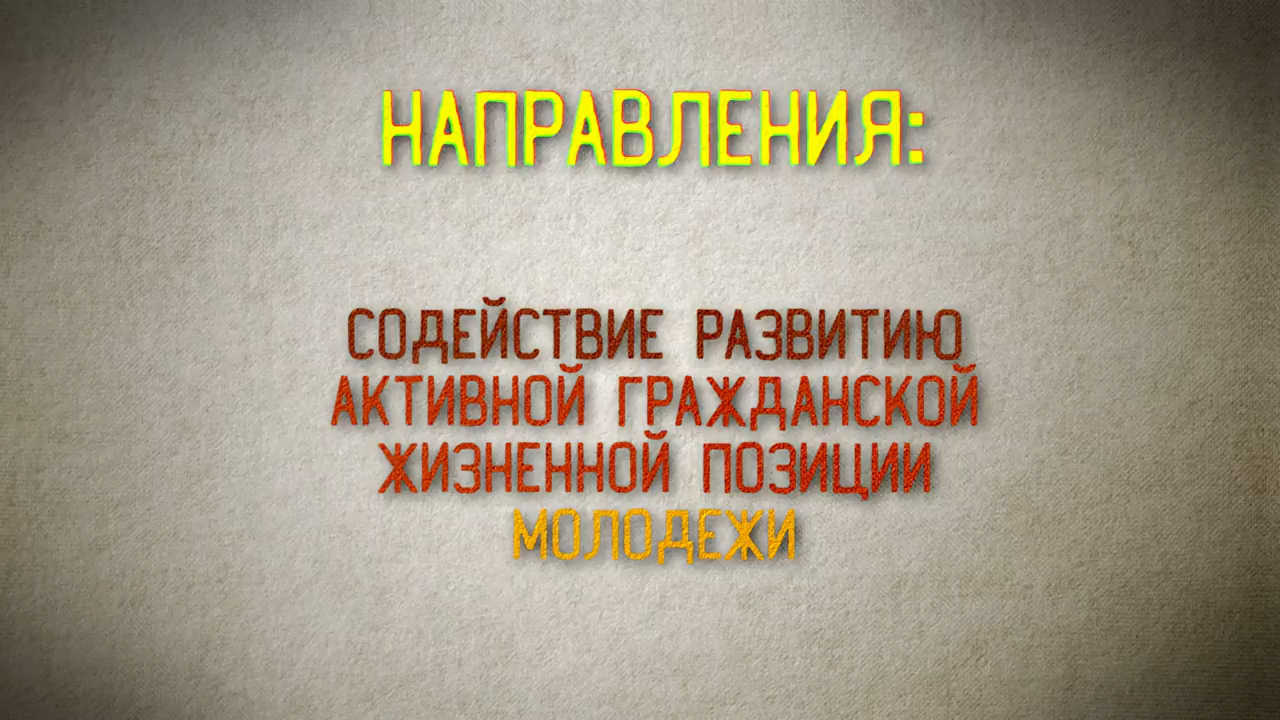 НАПРАВЛЕНИЯ:
СОДЕЙСТВИЕ РАЗВИТИЮ
АКТИВНОЙ ГРАЖДАНСКОЙ
ЖИЗНЕННОЙ ПОЗИЦИИ
МОЛОДЕЖИ